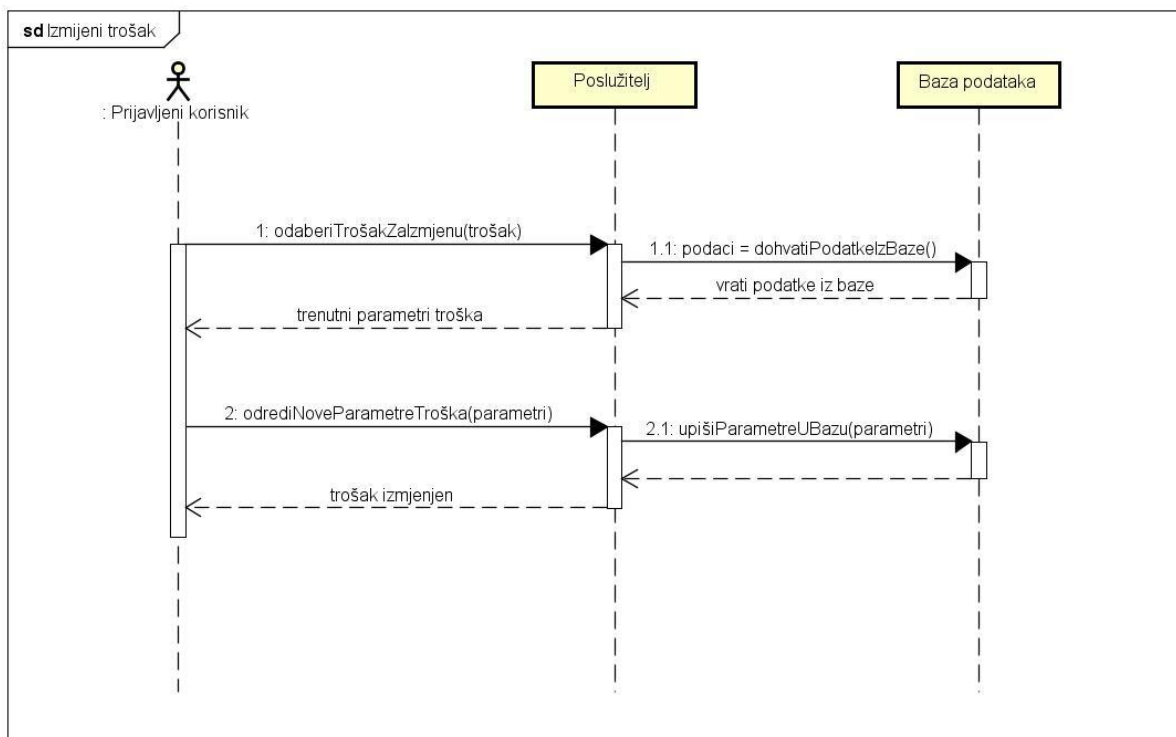 sd Izmijeni trošak
: Prijavljeni korisnik
Poslužitelj
Baza podataka
1: odaberiTrošakZaIzmjenu(trošak)
1.1: podaci = dohvatiPodatkeIzBaze()
vrati podatke iz baze
trenutni parametri troška
2: odrediNoveParametreTroška(parametri)
2.1: upišiParametreUBazu(parametri)
trošak izmjenjen